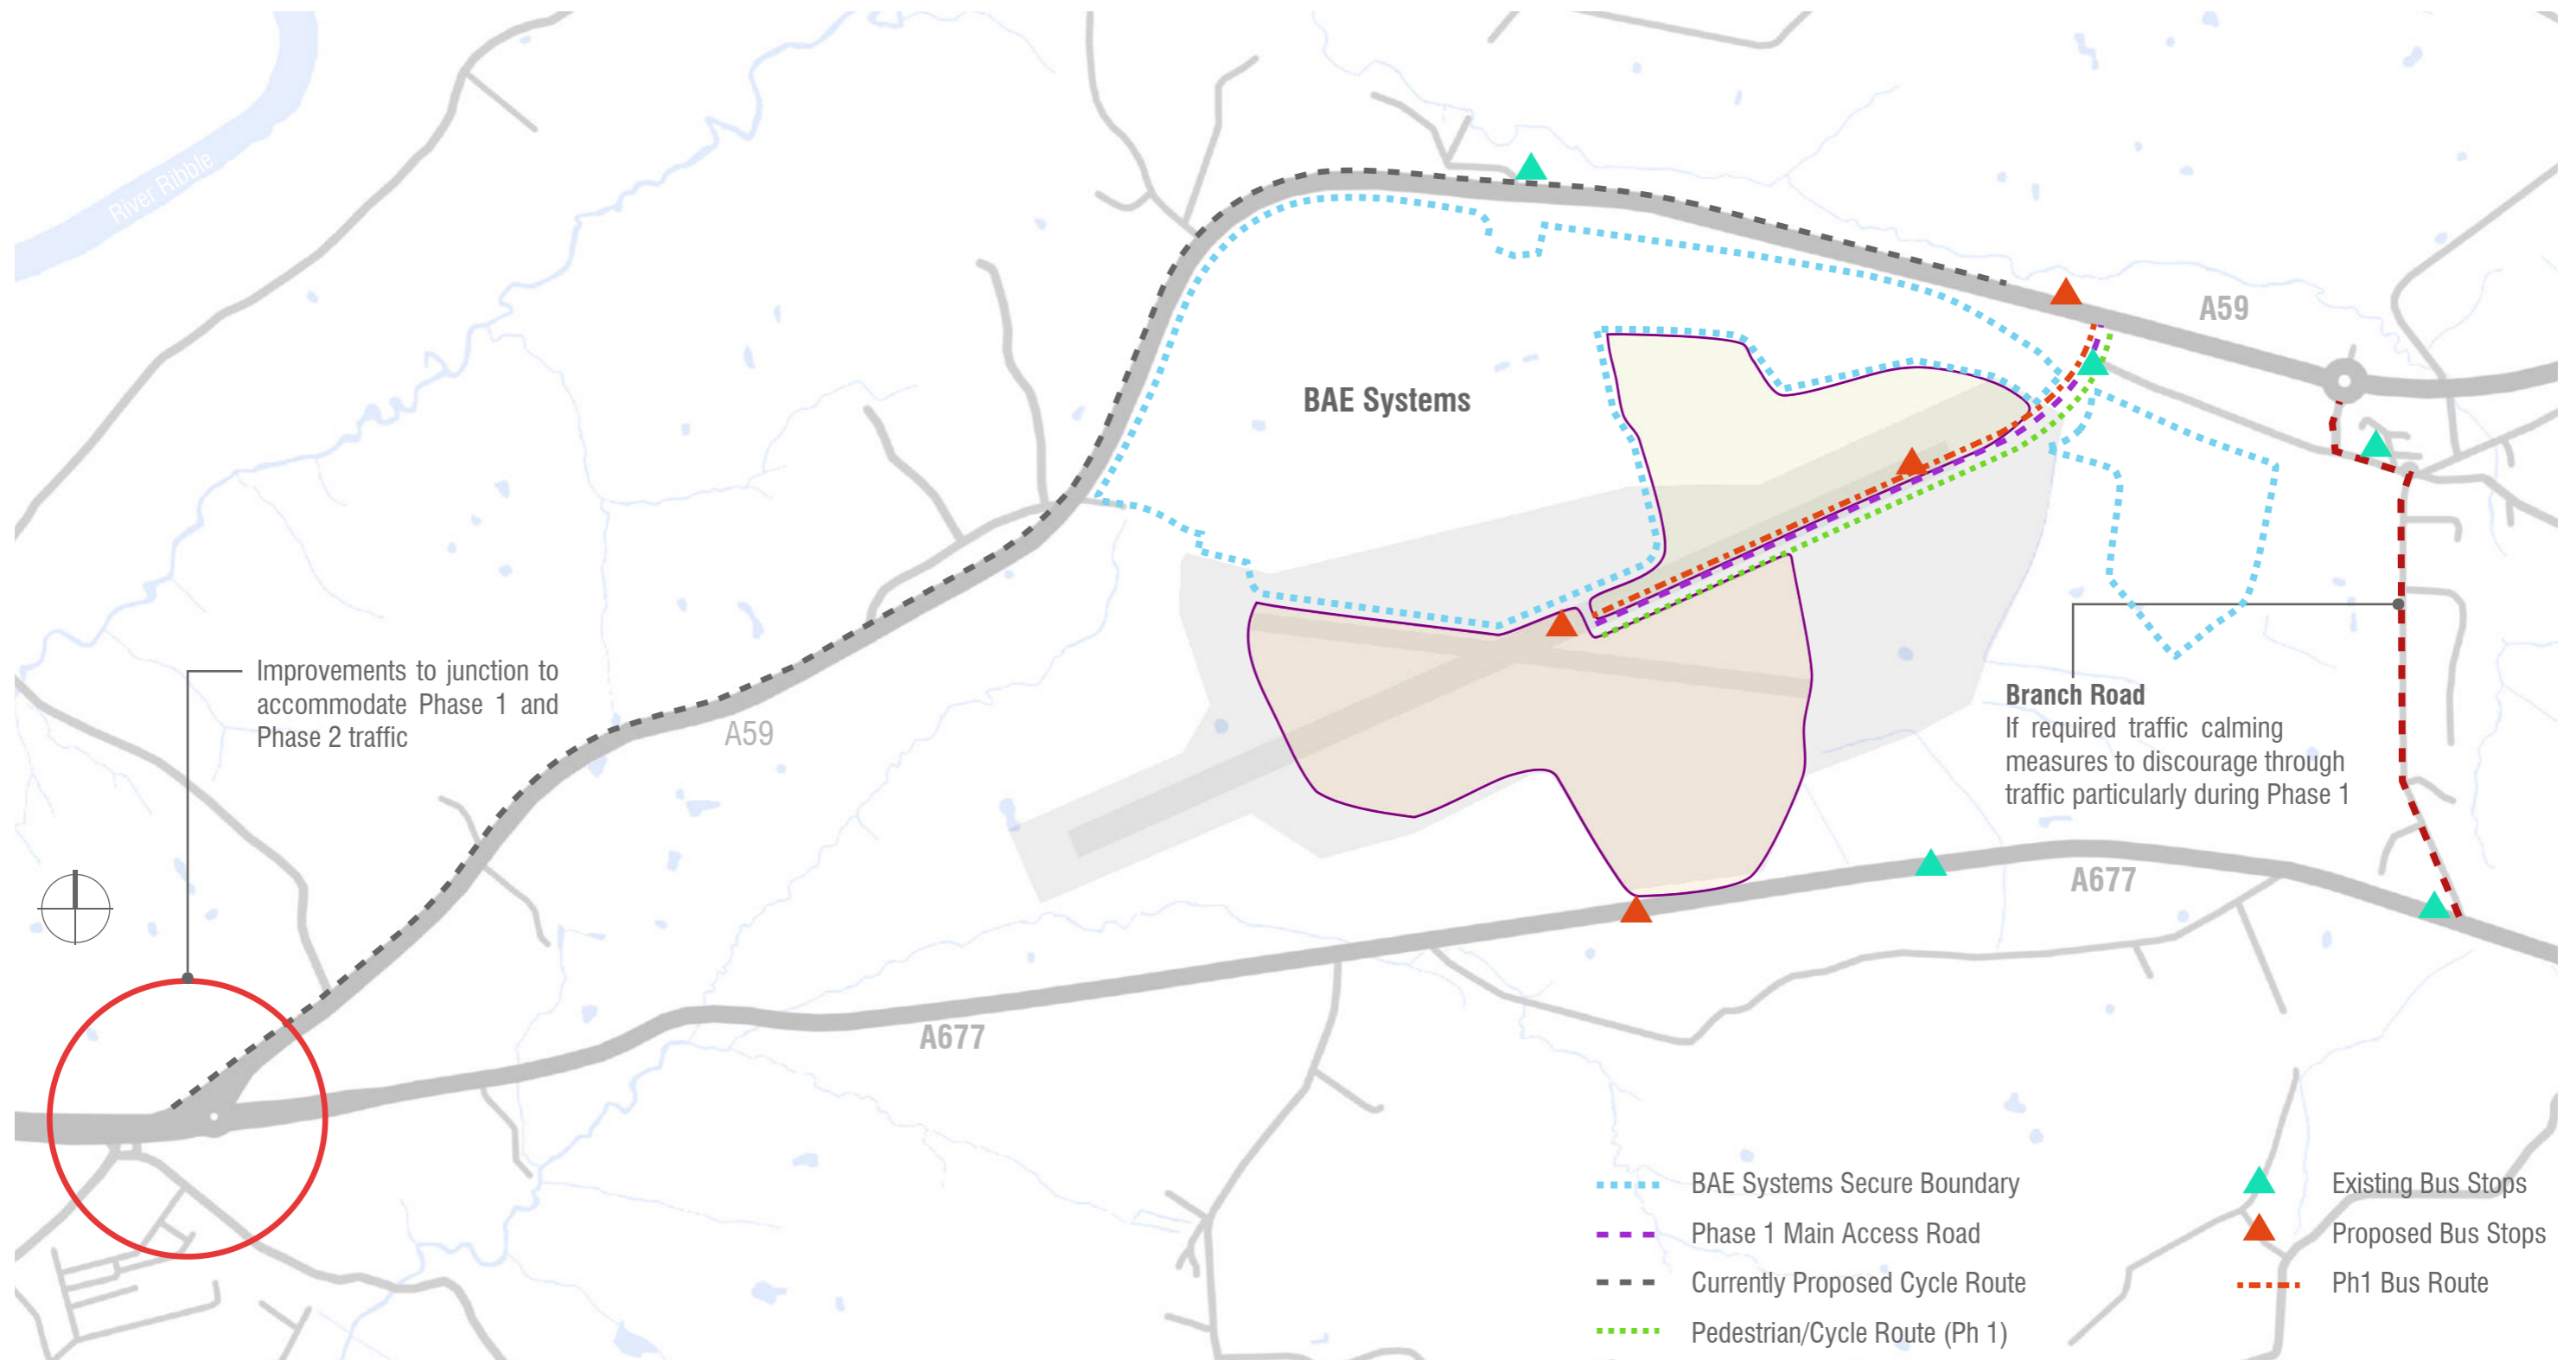 River Ribble
A59
BAE Systems
Improvements to junction to
accommodate Phase 1 and
Phase 2 traffic
A59
Branch Road
If required traffic calming
measures to discourage through
traffic particularly during Phase 1
A677
A677
BAE Systems Secure Boundary
Phase 1 Main Access Road
Currently Proposed Cycle Route
Pedestrian/Cycle Route (Ph 1)
Existing Bus Stops
Proposed Bus Stops
Ph1 Bus Route